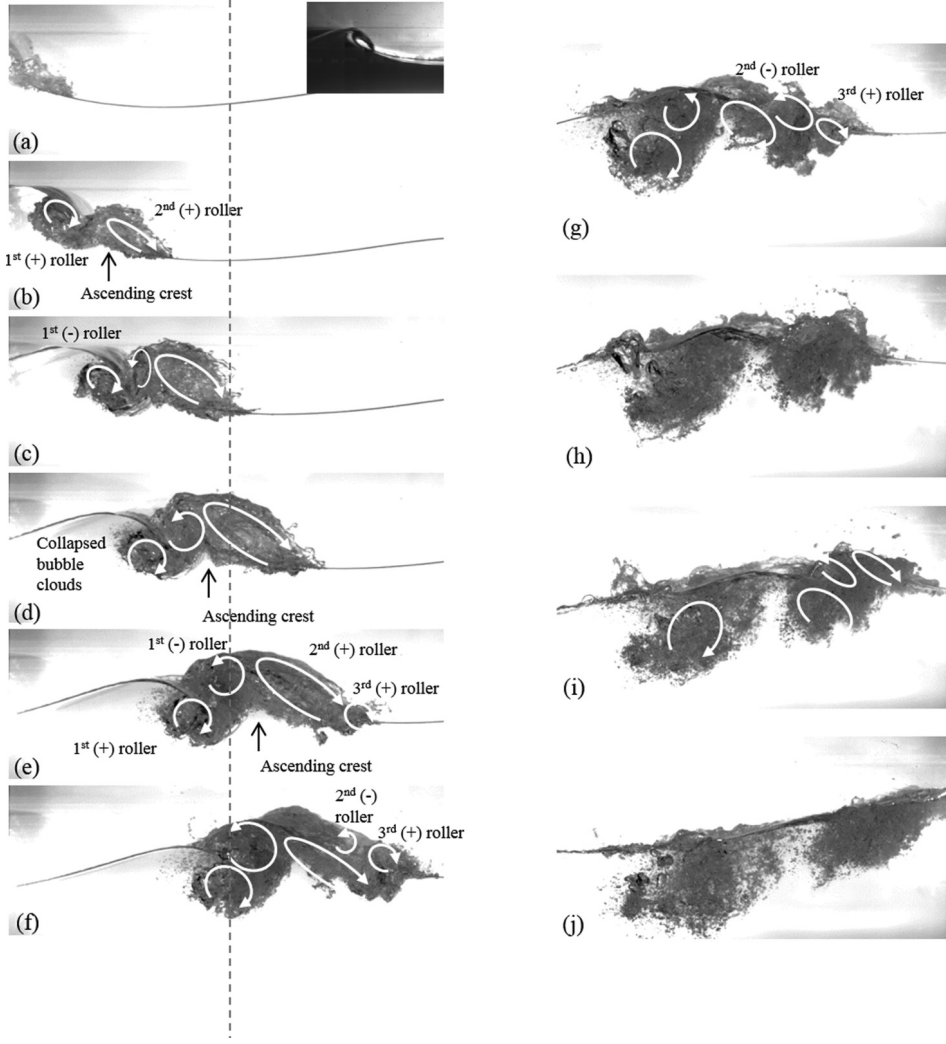 (a)
2nd (+) roller
1st (+) roller
Ascending crest
(b)
1st (-) roller
(c)
Collapsed
bubble
clouds
Ascending crest
(d)
1st (-) roller
2nd (+) roller
3rd (+) roller
1st (+) roller
Ascending crest
(e)
2nd (-)
roller
3rd (+) roller
(f)
2nd (-) roller
3rd (+) roller
(g)
(h)
(i)
(j)